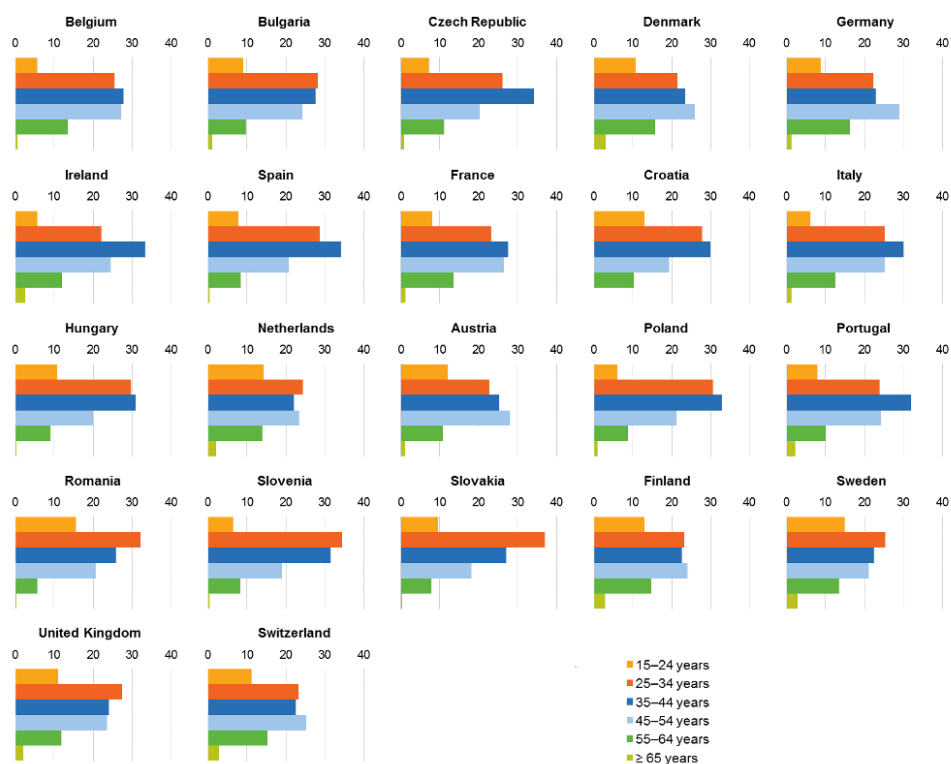 Belgium Bulgaria Czech Republic Denmark Germany
0 10 20 30 40 0 10 20 30 40 0 10 20 30 40 0 10 20 30 40 0 10 20 30 40
Ireland Spain France Croatia Italy
0 10 20 30 40 0 10 20 30 40 0 10 20 30 40 0 10 20 30 40 0 10 20 30 40
Hungary Netherlands Austria Poland Portugal
0 10 20 30 40 0 10 20 30 40 0 10 20 30 40 0 10 20 30 40 0 10 20 30 40
Romania Slovenia Slovakia Finland Sweden
0 10 20 30 40 0 10 20 30 40 0 10 20 30 40 0 10 20 30 40 0 10 20 30 40
United Kingdom Switzerland
0 10 20 30 40 0 10 20 30 40
15–24 years
25–34 years
35–44 years
45–54 years
55–64 years
≥ 65 years